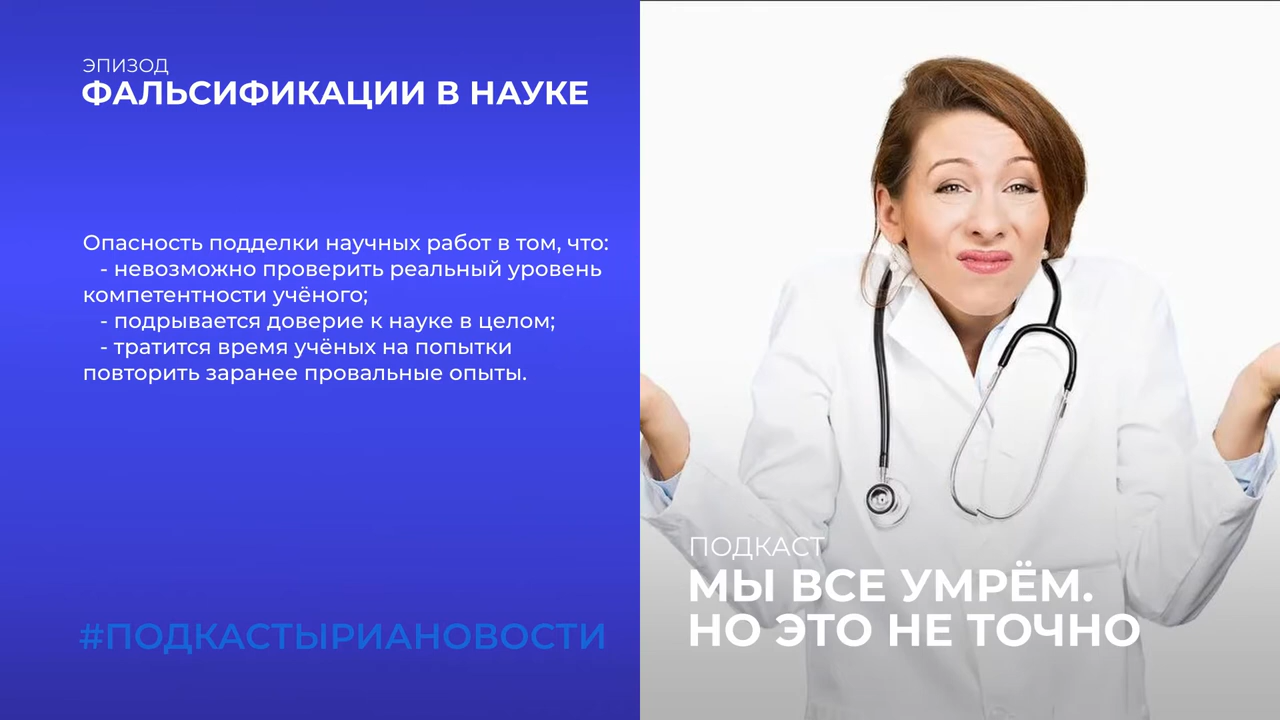 ЭПИЗОД
ФАЛЬСИФИКАЦИИ В НАУКЕ
Опасность подделки научных работ в том, что:
- невозможно проверить реальный уровень
компетентности учёного;
- подрывается доверие к науке в целом;
- тратится время учёных на попытки
повторить заранее провальные опыты.
#ПОДКАСТЫРИАНОВОСТИ
ПОДКАСТ
МЫ ВСЕ УМРЁМ.
НО ЭТО НЕ ТОЧНО